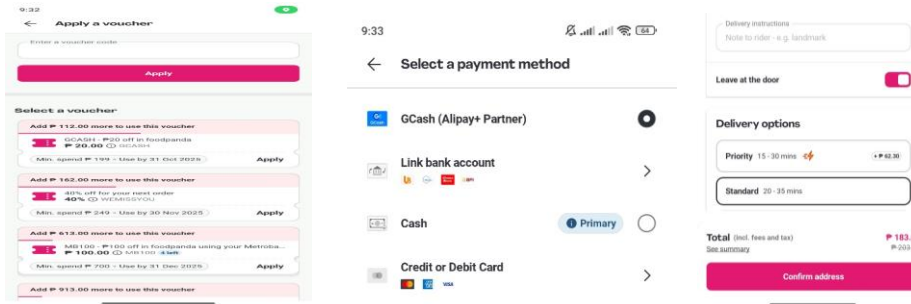 9:32
Apply a voucher
Enter a voucher code
Apply
Select a voucher
Add ₱ 112.00 more to use this voucher
GCASH - ₱20 off in foodpanda
₱ 20.00 GCASH
Min. spend ₱ 199 - Use by 31 Oct 2025
Apply
Add ₱ 162.00 more to use this voucher
40% off for your next order
40% WEMISSYOU
Min. spend ₱ 249 - Use by 30 Nov 2025
Apply
Add ₱ 613.00 more to use this voucher
MB100 - ₱100 off in foodpanda using your Metroba...
₱ 100.00 MB100 4 left
Min. spend ₱ 700 - Use by 31 Dec 2025
Apply
Add ₱ 913.00 more to use this voucher
9:33
64
Select a payment method
GCash (Alipay+ Partner)
Link bank account
BPI
Cash
Primary
Credit or Debit Card
VISA
Delivery instructions
Note to rider - e.g. landmark
Leave at the door
Delivery options
Priority 15 - 30 mins
+ ₱ 62.30
Standard 20 - 35 mins
Total (incl. fees and tax)
₱ 183.
See summary
₱ 203
Confirm address